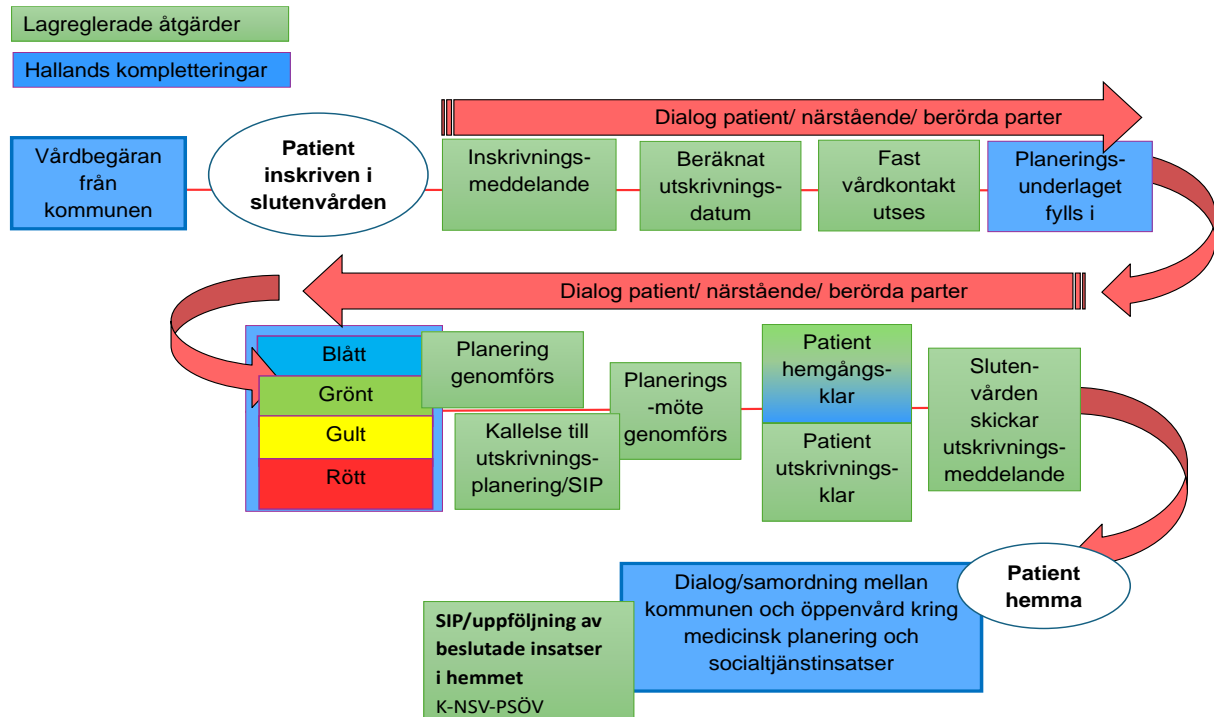 Lagreglerade åtgärder
Hallands kompletteringar
Dialog patient/ närstående/ berörda parter
Vårdbegäran
från
kommunen
Patient
inskriven i
slutenvården
Inskrivnings-
meddelande
Beräknat
utskrivnings-
datum
Fast
vårdkontakt
utses
Planerings-
underlaget
fylls i
Dialog patient/ närstående/ berörda parter
Blått
Grönt
Gult
Rött
Planering
genomförs
Kallelse till
utskrivnings-
planering/SIP
Planerings
-möte
genomförs
Patient
hemgångs-
klar
Patient
utskrivnings-
klar
Sluten-
vården
skickar
utskrivnings-
meddelande
Patient
hemma
Dialog/samordning mellan
kommunen och öppenvård kring
medicinsk planering och
socialtjänstinsatser
SIP/uppföljning av
beslutade insatser
i hemmet
K-NSV-PSÖV